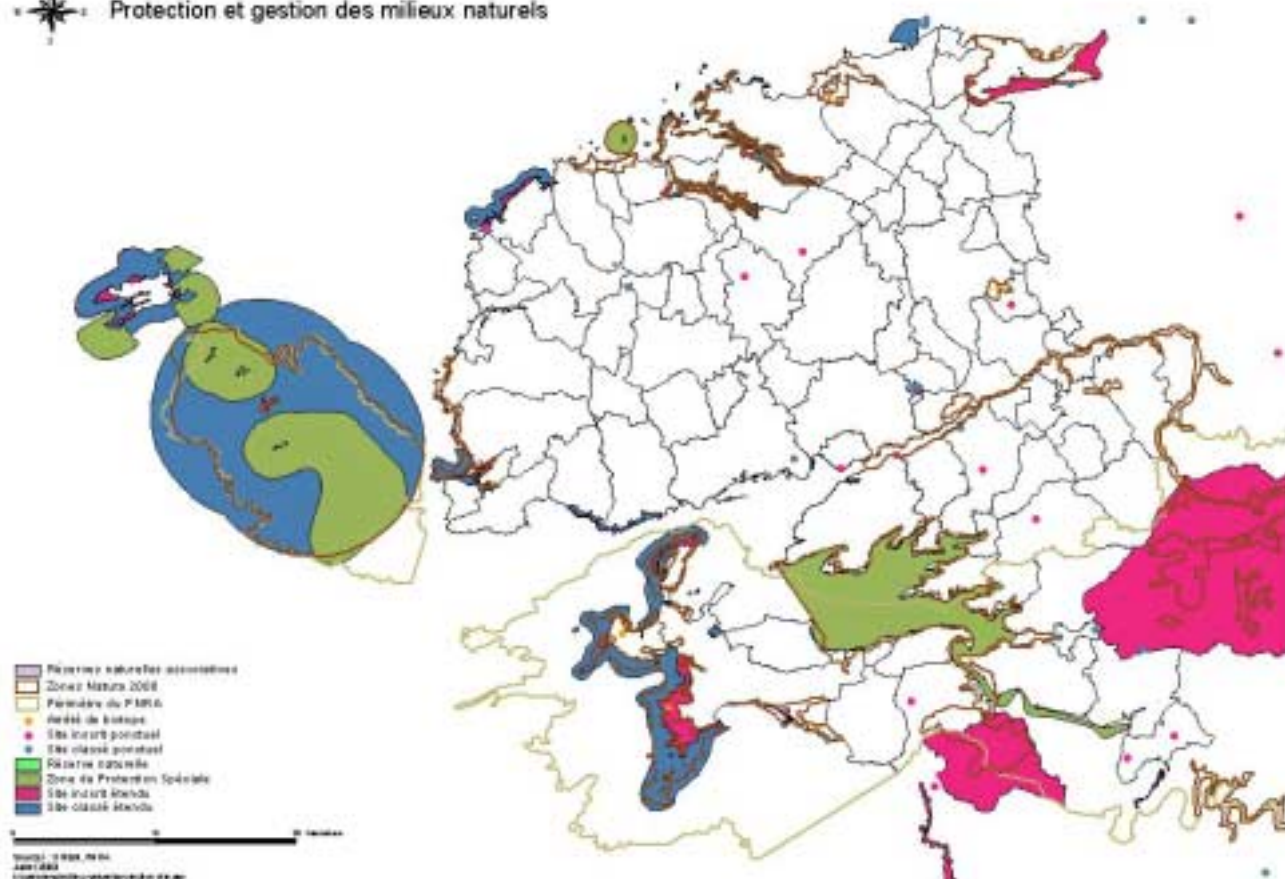 Protection et gestion des milieux naturels
Réserves naturelles associatives
Zones Natura 2000
Périmètre du PNRA
Arrêté de biotope
Site inscrit ponctuel
Site classé ponctuel
Réserve naturelle
Zone de Protection Spéciale
Site inscrit étendu
Site classé étendu